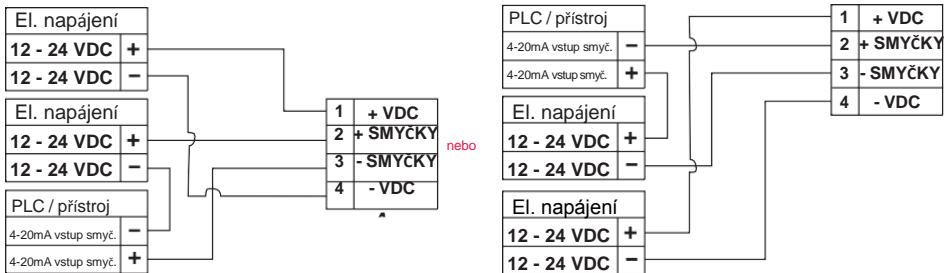 El. napájení
12 - 24 VDC +
12 - 24 VDC −
El. napájení
12 - 24 VDC +
12 - 24 VDC −
PLC / přístroj
4-20mA vstup smyč. −
4-20mA vstup smyč. +
1 + VDC
2 + SMYČKY
3 - SMYČKY
4 - VDC
nebo
PLC / přístroj
4-20mA vstup smyč. −
4-20mA vstup smyč. +
El. napájení
12 - 24 VDC +
12 - 24 VDC −
El. napájení
12 - 24 VDC +
12 - 24 VDC −
1 + VDC
2 + SMYČKY
3 - SMYČKY
4 - VDC